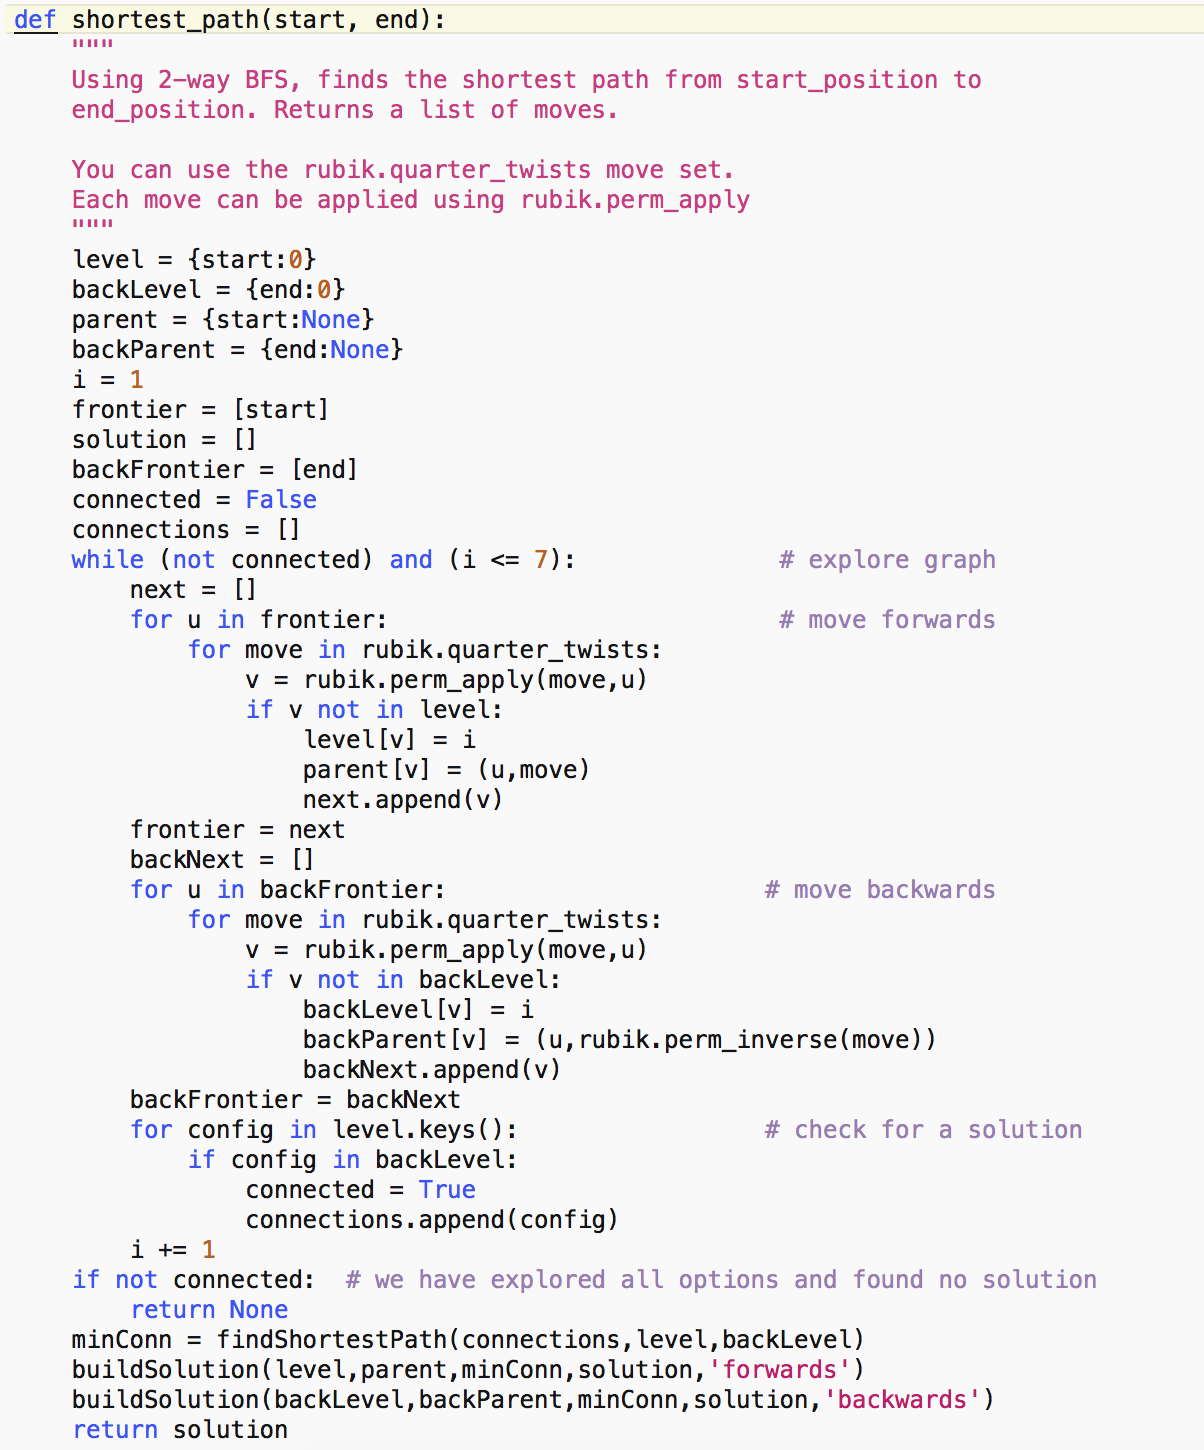 def shortest_path(start, end):
    """
    Using 2-way BFS, finds the shortest path from start_position to
    end_position. Returns a list of moves.

    You can use the rubik.quarter_twists move set.
    Each move can be applied using rubik.perm_apply
    """
    level = {start:0}
    backLevel = {end:0}
    parent = {start:None}
    backParent = {end:None}
    i = 1
    frontier = [start]
    solution = []
    backFrontier = [end]
    connected = False
    connections = []
    while (not connected) and (i <= 7):              # explore graph
        next = []
        for u in frontier:                           # move forwards
            for move in rubik.quarter_twists:
                v = rubik.perm_apply(move,u)
                if v not in level:
                    level[v] = i
                    parent[v] = (u,move)
                    next.append(v)
        frontier = next
        backNext = []
        for u in backFrontier:                      # move backwards
            for move in rubik.quarter_twists:
                v = rubik.perm_apply(move,u)
                if v not in backLevel:
                    backLevel[v] = i
                    backParent[v] = (u,rubik.perm_inverse(move))
                    backNext.append(v)
        backFrontier = backNext
        for config in level.keys():                 # check for a solution
            if config in backLevel:
                connected = True
                connections.append(config)
        i += 1
    if not connected:  # we have explored all options and found no solution
        return None
    minConn = findShortestPath(connections,level,backLevel)
    buildSolution(level,parent,minConn,solution,'forwards')
    buildSolution(backLevel,backParent,minConn,solution,'backwards')
    return solution